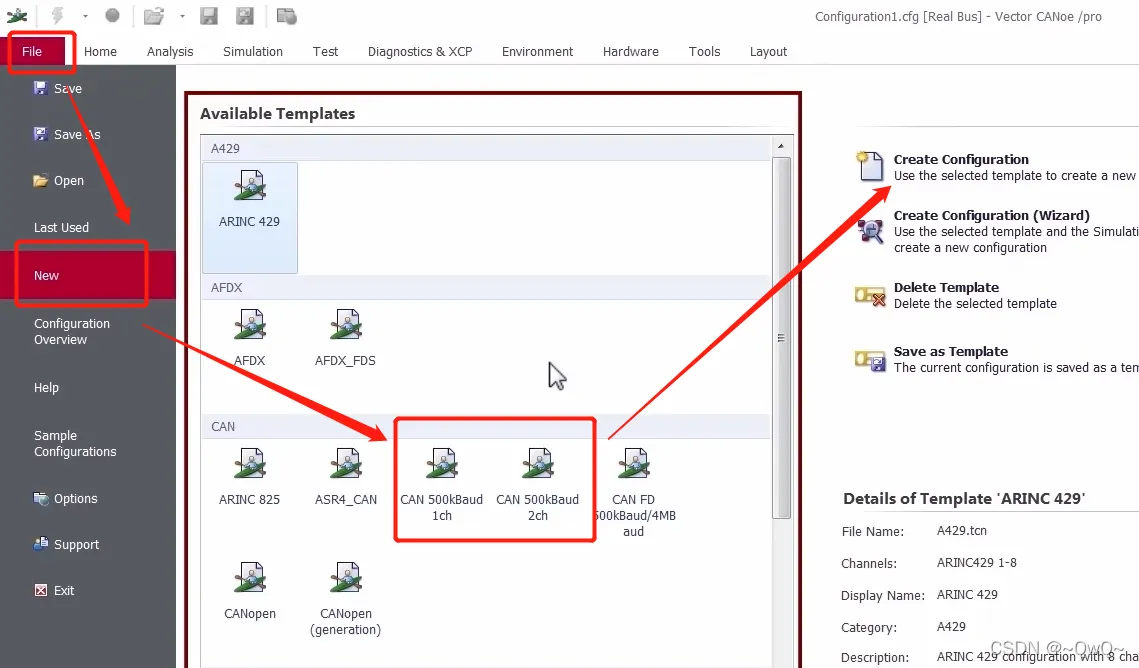 Configuration1.cfg [Real Bus] - Vector CANoe /pro
File Home Analysis Simulation Test Diagnostics & XCP Environment Hardware Tools Layout
Save
Save As
Open
Last Used
New
Configuration
Overview
Help
Sample
Configurations
Options
Support
Exit
Available Templates
A429
ARINC 429
AFDX
AFDX AFDX_FDS
CAN
ARINC 825 ASR4_CAN CAN 500kBaud CAN 500kBaud CAN FD
1ch 2ch 500kBaud/4MB
aud
CANopen CANopen
(generation)
Create Configuration
Use the selected template to create a new
Create Configuration (Wizard)
Use the selected template and the Simulati
create a new configuration
Delete Template
Delete the selected template
Save as Template
The current configuration is saved as a tem
Details of Template 'ARINC 429'
File Name: A429.tcn
Channels: ARINC429 1-8
Display Name: ARINC 429
Category: A429
Description: ARINC 429 configuration with 8 cha
CSDN @~QwQ~